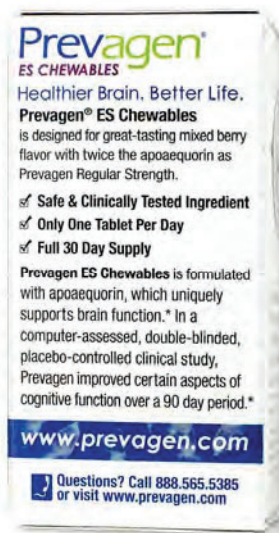 Prevagen®
ES CHEWABLES
Healthier Brain. Better Life.
Prevagen® ES Chewables
is designed for great-tasting mixed berry
flavor with twice the apoaequorin as
Prevagen Regular Strength.
Safe & Clinically Tested Ingredient
Only One Tablet Per Day
Full 30 Day Supply
Prevagen ES Chewables is formulated
with apoaequorin, which uniquely
supports brain function.* In a
computer-assessed, double-blinded,
placebo-controlled clinical study,
Prevagen improved certain aspects of
cognitive function over a 90 day period.*
www.prevagen.com
Questions? Call 888.565.5385
or visit www.prevagen.com